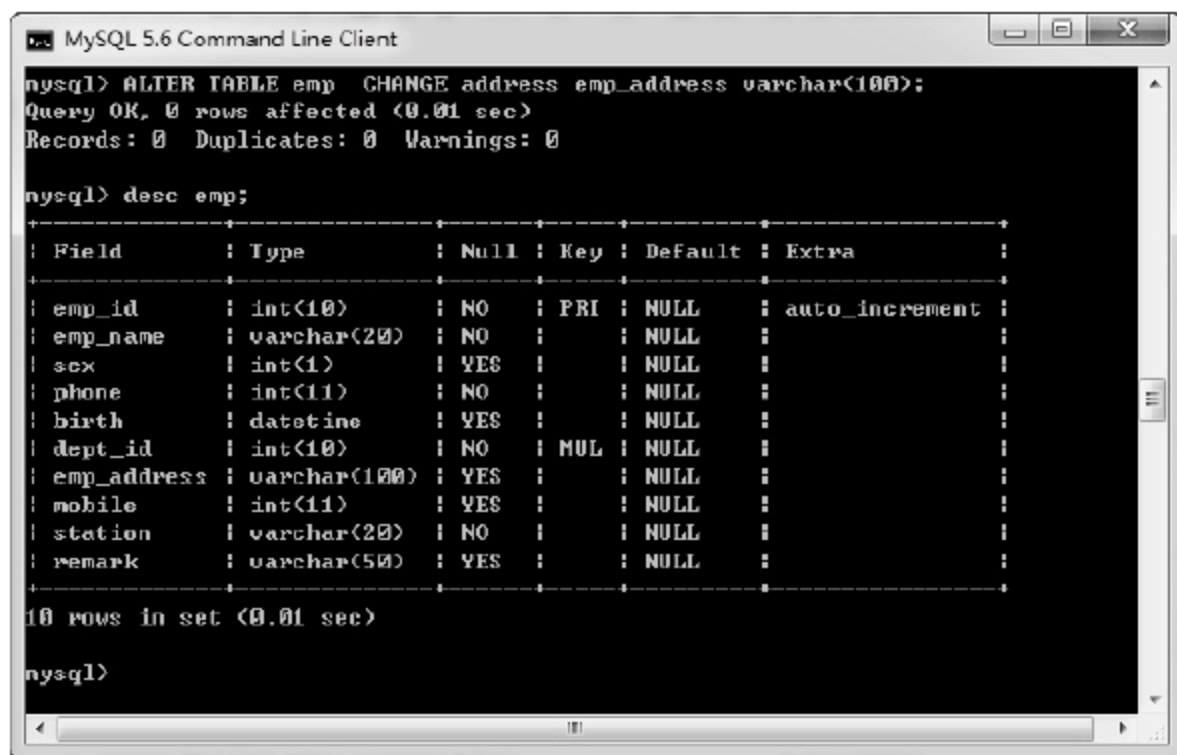 MySQL 5.6 Command Line Client
mysql> ALTER TABLE emp  CHANGE address emp_address varchar(100);
Query OK, 0 rows affected (0.01 sec)
Records: 0  Duplicates: 0  Warnings: 0
mysql> desc emp;
+-------------+--------------+------+-----+---------+----------------+
| Field       | Type         | Null | Key | Default | Extra          |
+-------------+--------------+------+-----+---------+----------------+
| emp_id      | int(10)      | NO   | PRI | NULL    | auto_increment |
| emp_name    | varchar(20)  | NO   |     | NULL    |                |
| sex         | int(1)       | YES  |     | NULL    |                |
| phone       | int(11)      | NO   |     | NULL    |                |
| birth       | datetime     | YES  |     | NULL    |                |
| dept_id     | int(10)      | NO   | MUL | NULL    |                |
| emp_address | varchar(100) | YES  |     | NULL    |                |
| mobile      | int(11)      | YES  |     | NULL    |                |
| station     | varchar(20)  | NO   |     | NULL    |                |
| remark      | varchar(50)  | YES  |     | NULL    |                |
+-------------+--------------+------+-----+---------+----------------+
10 rows in set (0.01 sec)
mysql>